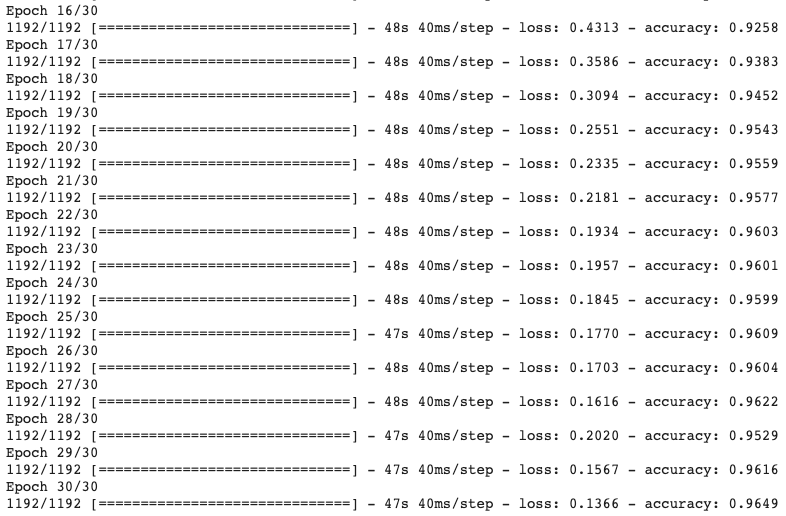 Epoch 16/30
1192/1192 [==============================] - 48s 40ms/step - loss: 0.4313 - accuracy: 0.9258
Epoch 17/30
1192/1192 [==============================] - 48s 40ms/step - loss: 0.3586 - accuracy: 0.9383
Epoch 18/30
1192/1192 [==============================] - 48s 40ms/step - loss: 0.3094 - accuracy: 0.9452
Epoch 19/30
1192/1192 [==============================] - 48s 40ms/step - loss: 0.2551 - accuracy: 0.9543
Epoch 20/30
1192/1192 [==============================] - 48s 40ms/step - loss: 0.2335 - accuracy: 0.9559
Epoch 21/30
1192/1192 [==============================] - 48s 40ms/step - loss: 0.2181 - accuracy: 0.9577
Epoch 22/30
1192/1192 [==============================] - 48s 40ms/step - loss: 0.1934 - accuracy: 0.9603
Epoch 23/30
1192/1192 [==============================] - 48s 40ms/step - loss: 0.1957 - accuracy: 0.9601
Epoch 24/30
1192/1192 [==============================] - 48s 40ms/step - loss: 0.1845 - accuracy: 0.9599
Epoch 25/30
1192/1192 [==============================] - 47s 40ms/step - loss: 0.1770 - accuracy: 0.9609
Epoch 26/30
1192/1192 [==============================] - 48s 40ms/step - loss: 0.1703 - accuracy: 0.9604
Epoch 27/30
1192/1192 [==============================] - 48s 40ms/step - loss: 0.1616 - accuracy: 0.9622
Epoch 28/30
1192/1192 [==============================] - 47s 40ms/step - loss: 0.2020 - accuracy: 0.9529
Epoch 29/30
1192/1192 [==============================] - 47s 40ms/step - loss: 0.1567 - accuracy: 0.9616
Epoch 30/30
1192/1192 [==============================] - 47s 40ms/step - loss: 0.1366 - accuracy: 0.9649